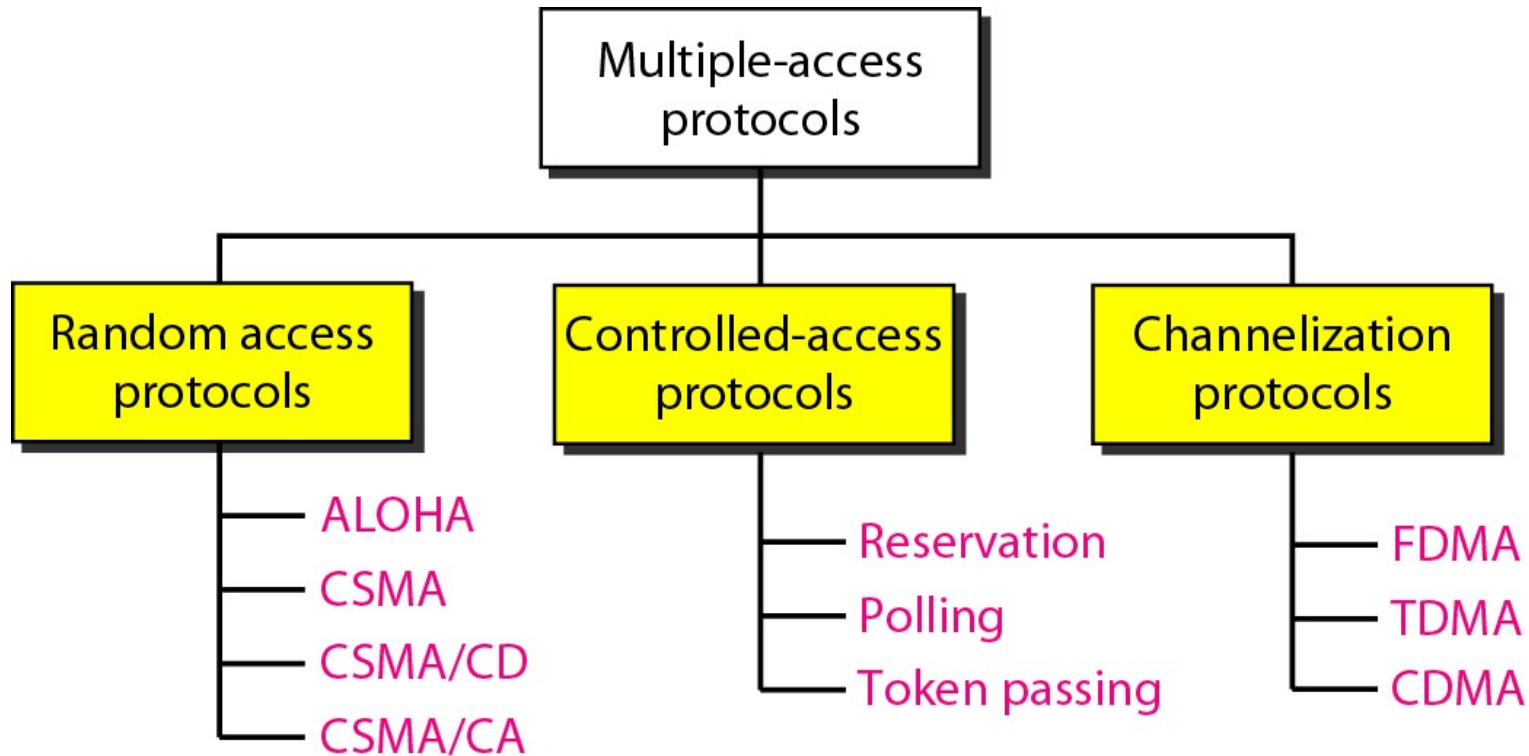 Multiple-access
protocols
Random access
protocols
Controlled-access
protocols
Channelization
protocols
ALOHA
CSMA
CSMA/CD
CSMA/CA
Reservation
Polling
Token passing
FDMA
TDMA
CDMA